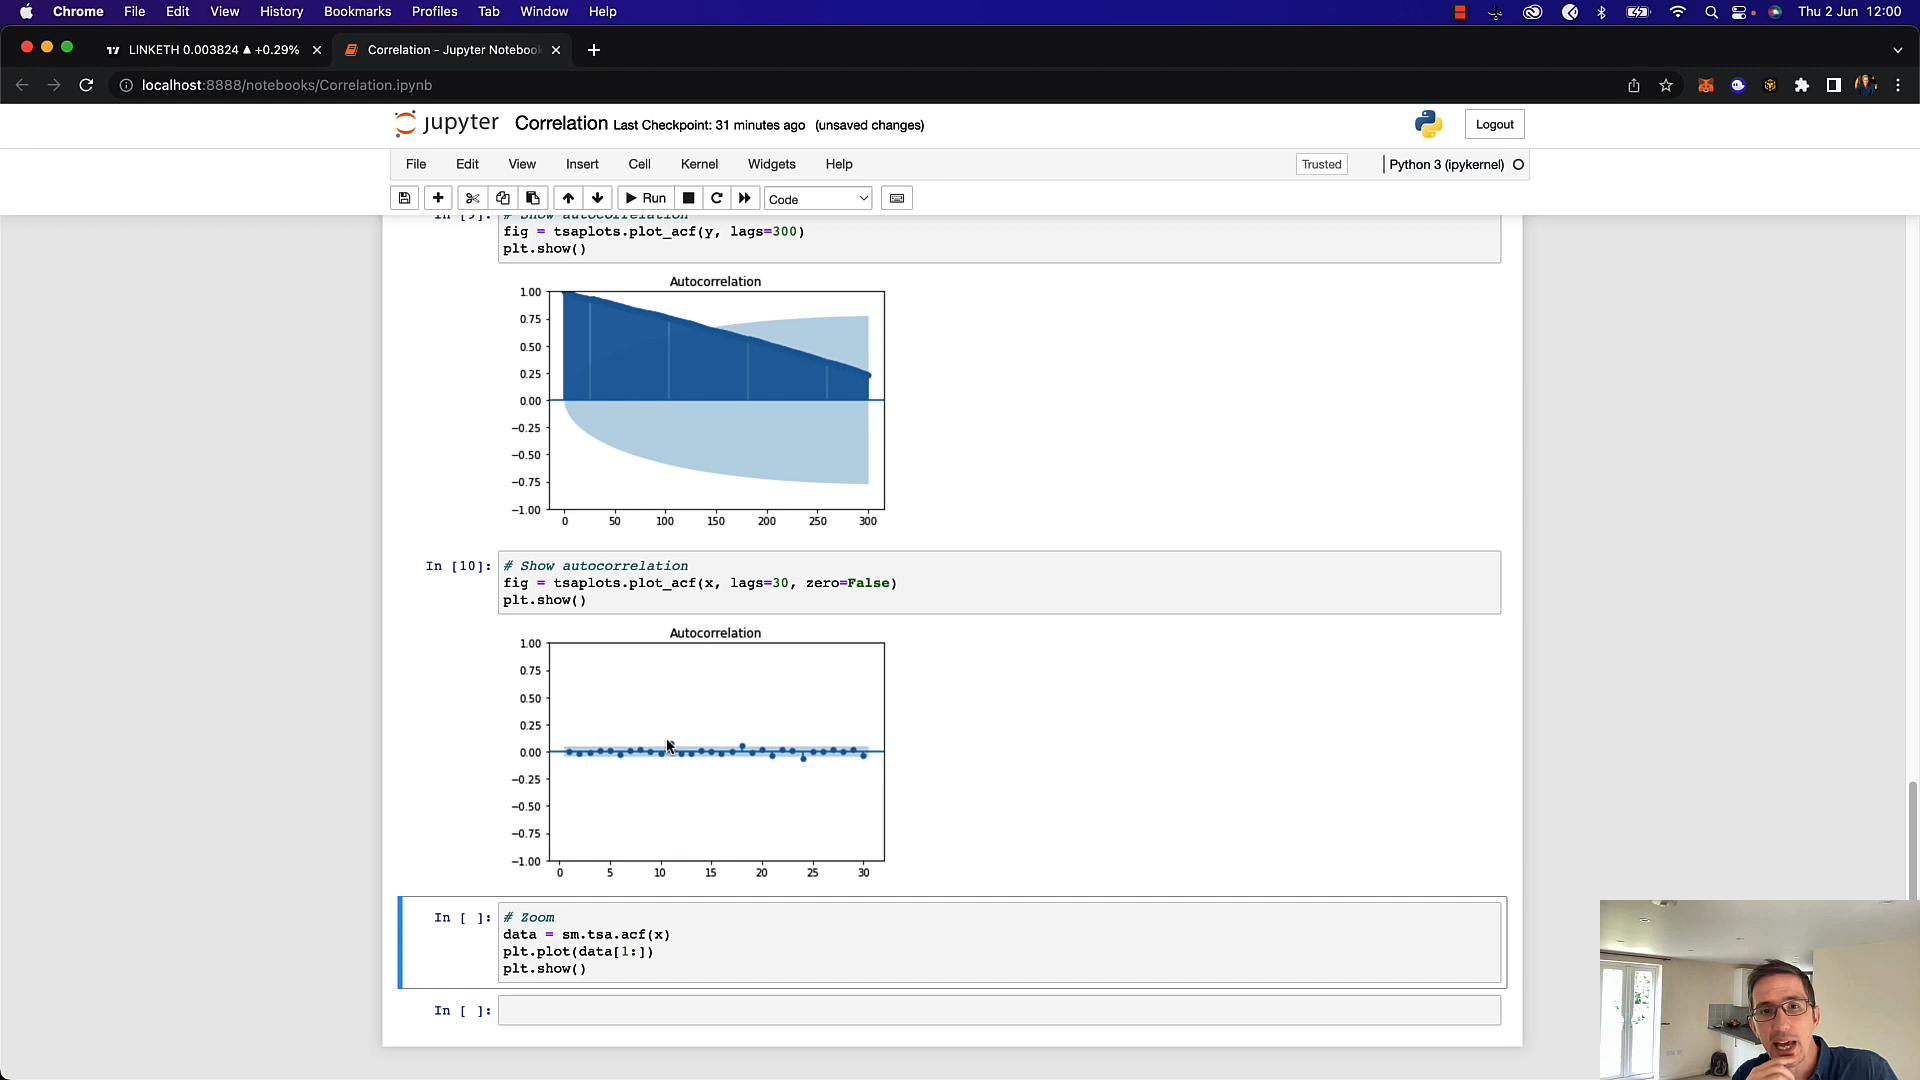 Chrome File Edit View History Bookmarks Profiles Tab Window Help Thu 2 Jun 12:00
LINKETH 0.003824 ▲ +0.29% Correlation - Jupyter Notebook
localhost:8888/notebooks/Correlation.ipynb
jupyter Correlation Last Checkpoint: 31 minutes ago (unsaved changes) Logout
File Edit View Insert Cell Kernel Widgets Help Trusted Python 3 (ipykernel)
Run Code
In [9]: # Show autocorrelation
fig = tsaplots.plot_acf(y, lags=300)
plt.show()
Autocorrelation
1.00
0.75
0.50
0.25
0.00
−0.25
−0.50
−0.75
−1.00
0 50 100 150 200 250 300
In [10]: # Show autocorrelation
fig = tsaplots.plot_acf(x, lags=30, zero=False)
plt.show()
Autocorrelation
1.00
0.75
0.50
0.25
0.00
−0.25
−0.50
−0.75
−1.00
0 5 10 15 20 25 30
In [ ]: # Zoom
data = sm.tsa.acf(x)
plt.plot(data[1:])
plt.show()
In [ ]: